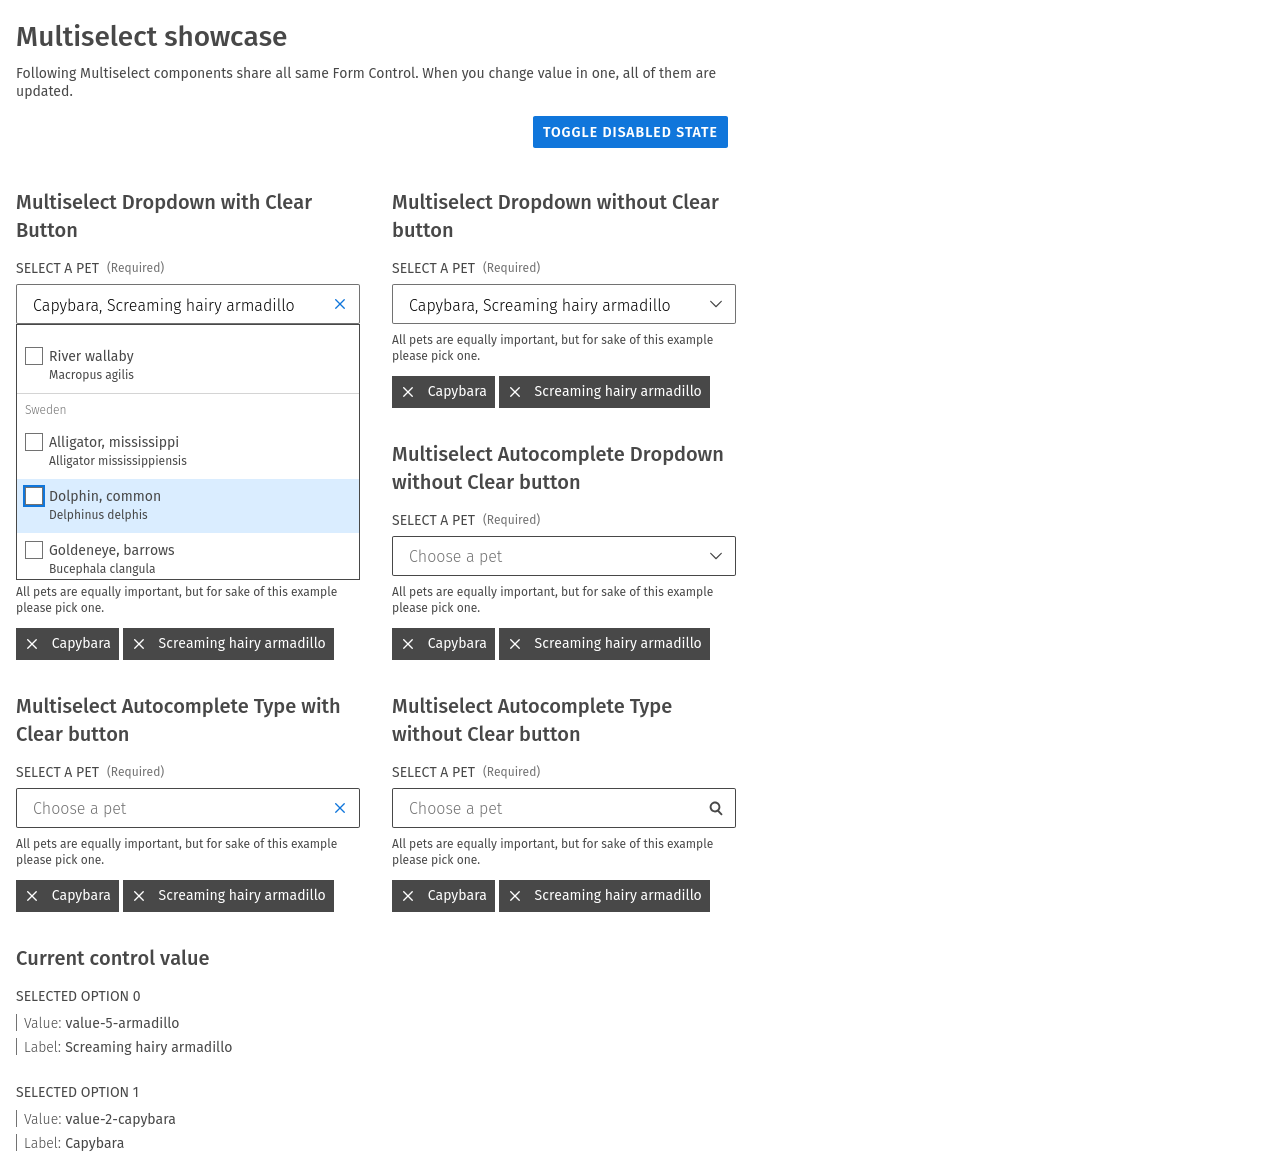 Multiselect showcase
Following Multiselect components share all same Form Control. When you change value in one, all of them are
updated.
TOGGLE DISABLED STATE
Multiselect Dropdown with Clear
Button
SELECT A PET (Required)
Capybara, Screaming hairy armadillo
River wallaby
Macropus agilis
Sweden
Alligator, mississippi
Alligator mississippiensis
Dolphin, common
Delphinus delphis
Goldeneye, barrows
Bucephala clangula
All pets are equally important, but for sake of this example
please pick one.
Capybara
Screaming hairy armadillo
Multiselect Dropdown without Clear
button
SELECT A PET (Required)
Capybara, Screaming hairy armadillo
All pets are equally important, but for sake of this example
please pick one.
Capybara
Screaming hairy armadillo
Multiselect Autocomplete Dropdown
without Clear button
SELECT A PET (Required)
Choose a pet
All pets are equally important, but for sake of this example
please pick one.
Capybara
Screaming hairy armadillo
Multiselect Autocomplete Type with
Clear button
SELECT A PET (Required)
Choose a pet
All pets are equally important, but for sake of this example
please pick one.
Capybara
Screaming hairy armadillo
Multiselect Autocomplete Type
without Clear button
SELECT A PET (Required)
Choose a pet
All pets are equally important, but for sake of this example
please pick one.
Capybara
Screaming hairy armadillo
Current control value
SELECTED OPTION 0
Value: value-5-armadillo
Label: Screaming hairy armadillo
SELECTED OPTION 1
Value: value-2-capybara
Label: Capybara